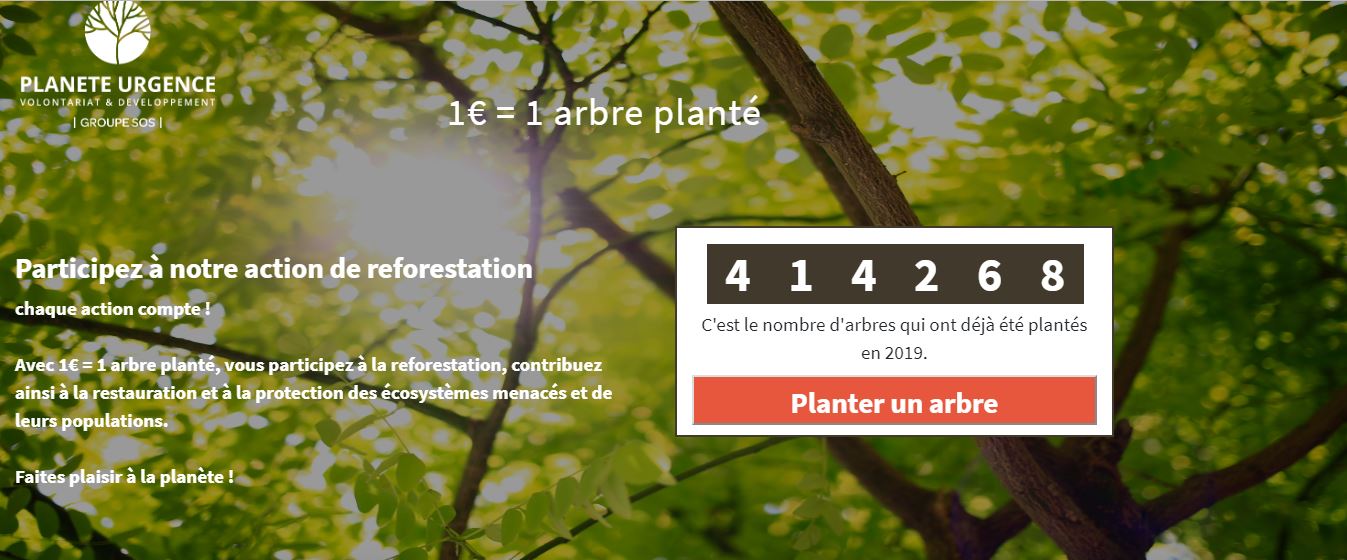 PLANETE URGENCE
VOLONTARIAT & DEVELOPPEMENT
| GROUPE SOS |
1€ = 1 arbre planté
Participez à notre action de reforestation
chaque action compte !
Avec 1€ = 1 arbre planté, vous participez à la reforestation, contribuez
ainsi à la restauration et à la protection des écosystèmes menacés et de
leurs populations.
Faites plaisir à la planète !
4 1 4 2 6 8
C'est le nombre d'arbres qui ont déjà été plantés
en 2019.
Planter un arbre